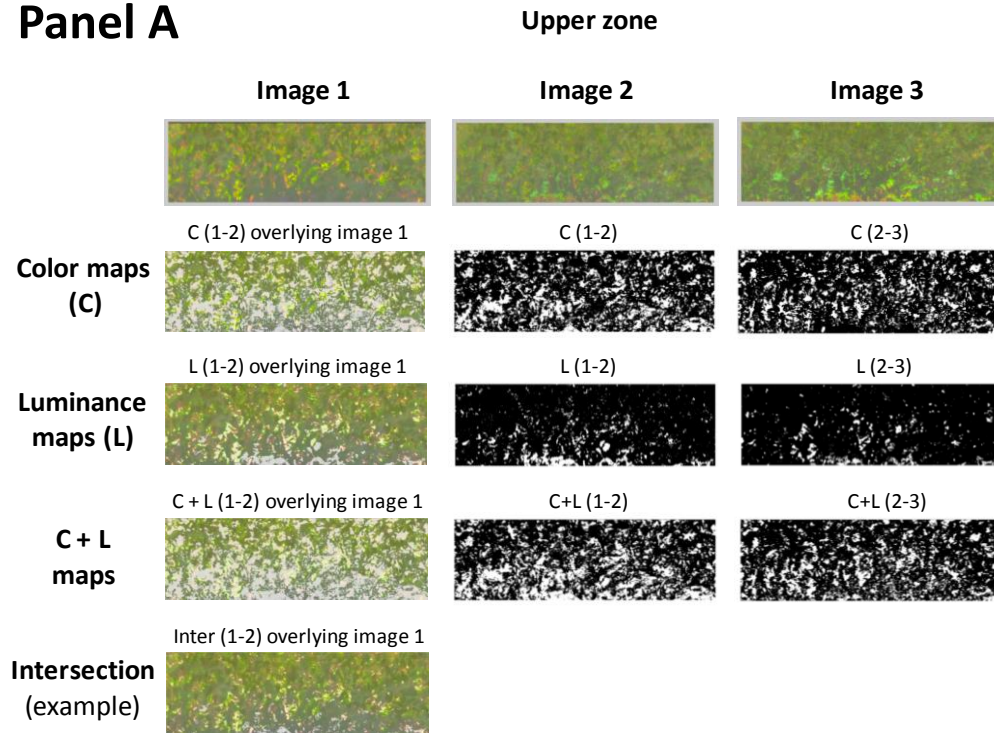 Panel A
Upper zone
Image 1
Image 2
Image 3
C (1-2) overlying image 1
C (1-2)
C (2-3)
Color maps
(C)
L (1-2) overlying image 1
L (1-2)
L (2-3)
Luminance
maps (L)
C + L (1-2) overlying image 1
C+L (1-2)
C+L (2-3)
C + L
maps
Inter (1-2) overlying image 1
Intersection
(example)